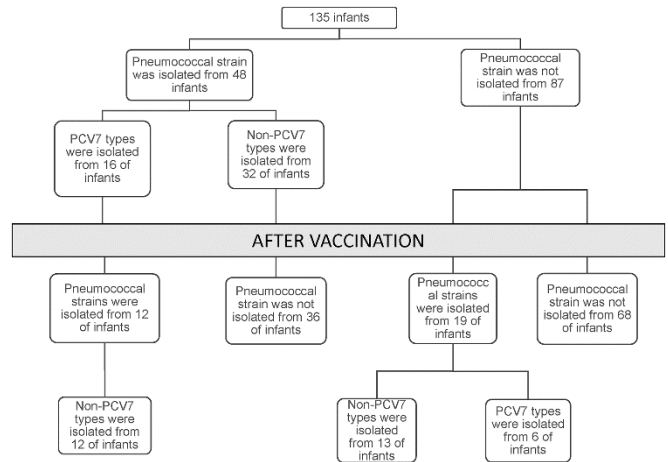 135 infants
Pneumococcal strain
was isolated from 48
infants
Pneumococcal
strain was not
isolated from 87
infants
PCV7 types
were isolated
from 16 of
infants
Non-PCV7
types were
isolated from
32 of infants
AFTER VACCINATION
Pneumococcal
strains were
isolated from 12
of infants
Pneumococcal
strain was not
isolated from 36
of infants
Pneumococc
al strains
were isolated
from 19 of
infants
Pneumococcal
strain was not
isolated from 68
of infants
Non-PCV7
types were
isolated from
12 of infants
Non-PCV7
types were
isolated
from 13 of
infants
PCV7 types
were isolated
from 6 of
infants